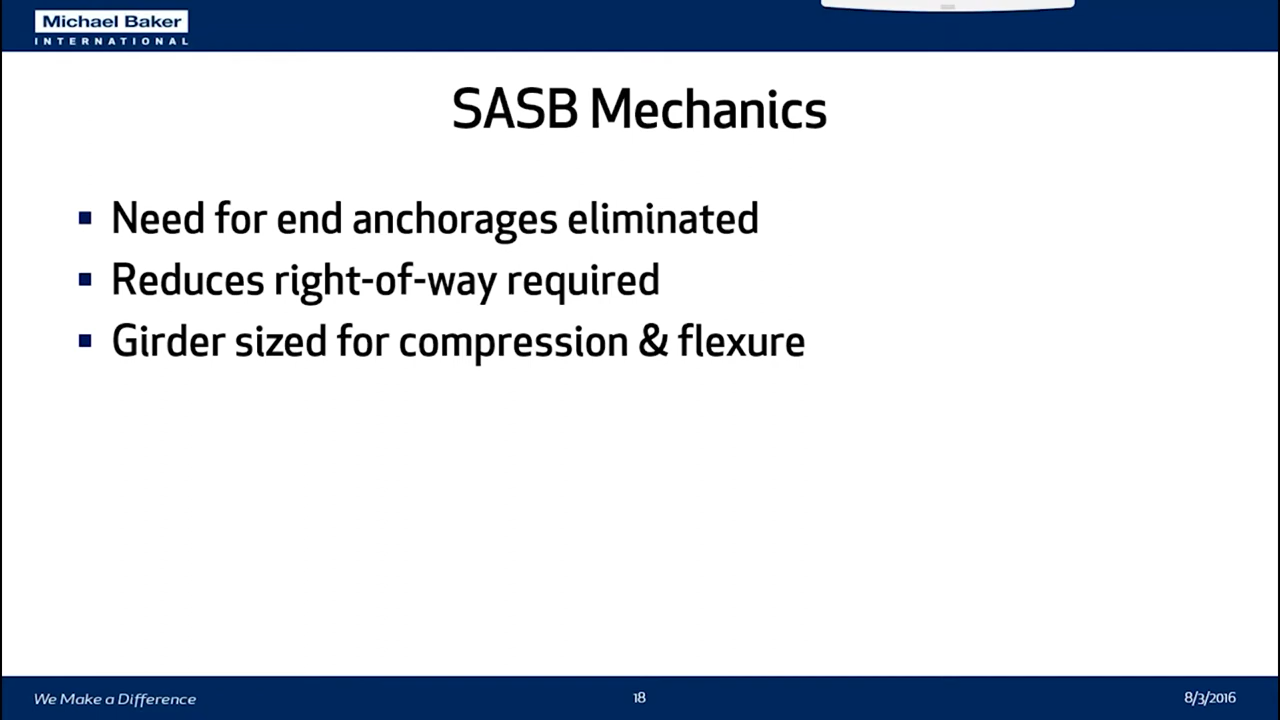 Michael Baker
INTERNATIONAL
SASB Mechanics
Need for end anchorages eliminated
Reduces right-of-way required
Girder sized for compression & flexure
We Make a Difference
18
8/3/2016